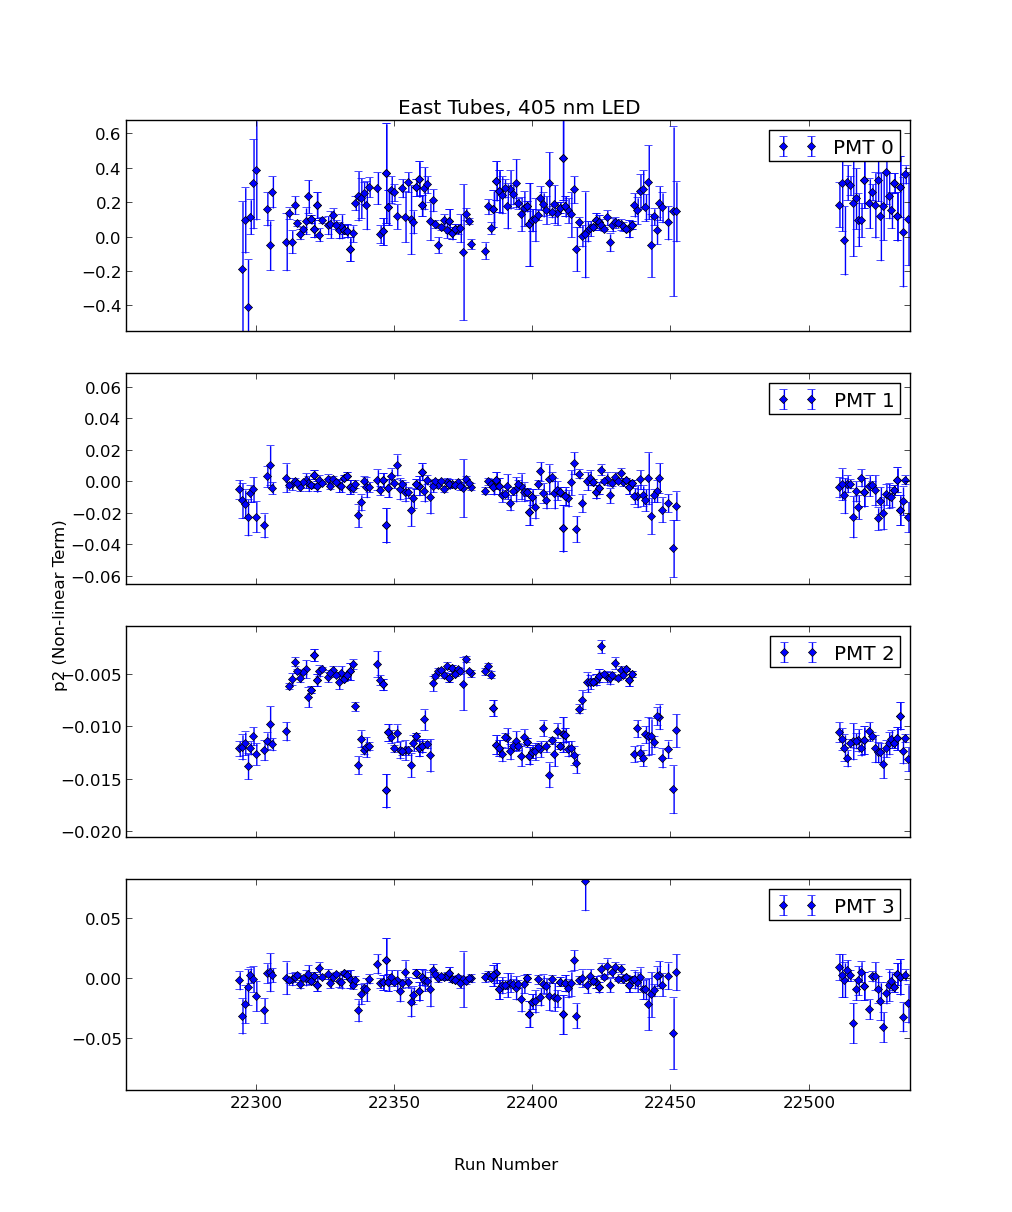 East Tubes, 405 nm LED
0.6
0.4
0.2
0.0
−0.2
−0.4
PMT 0
0.06
0.04
0.02
0.00
−0.02
−0.04
−0.06
PMT 1
p2 (Non-linear Term)
−0.005
−0.010
−0.015
−0.020
PMT 2
0.05
0.00
−0.05
PMT 3
22300 22350 22400 22450 22500
Run Number